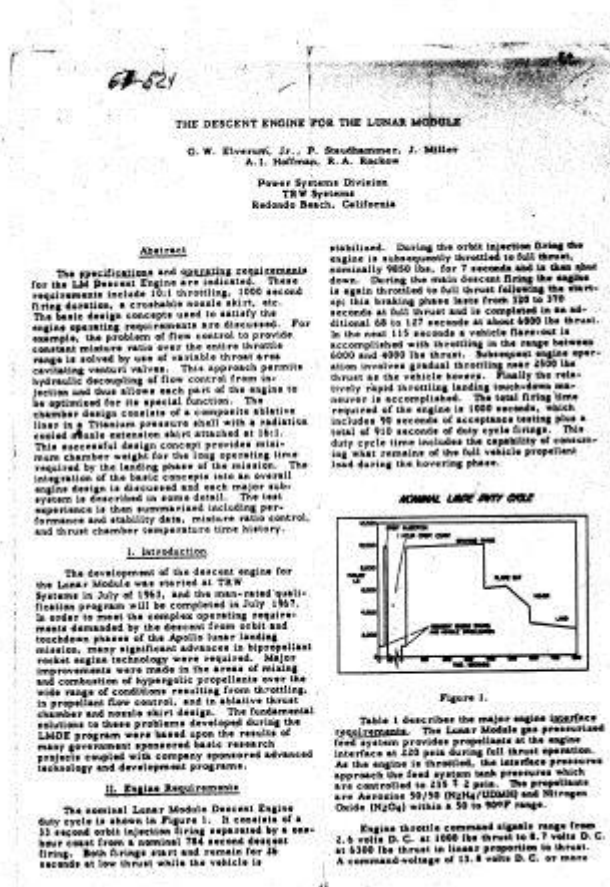 67-521
THE DESCENT ENGINE FOR THE LUNAR MODULE
G. W. Elverum, Jr., P. Staudhammer, J. Miller
A. I. Hoffman, R. A. Rockow
Power Systems Division
TRW Systems
Redondo Beach, California
Abstract
The specifications and operating requirements
for the LM Descent Engine are indicated. These
requirements include 10:1 throttling, 1000 second
firing duration, a crushable nozzle skirt, etc.
The basic design concepts used to satisfy the
engine operating requirements are discussed. For
example, the problem of flow control to provide
constant mixture ratio over the entire throttle
range is solved by use of variable throat area
cavitating venturi valves. This approach permits
hydraulic decoupling of flow control from in-
jection and thus allows each part of the engine to
be optimized for its special function. The
chamber design consists of a composite ablative
liner in a Titanium pressure shell with a radiation
cooled nozzle extension skirt attached at 16:1.
This successful design concept provides mini-
mum chamber weight for the long operating time
required by the landing phase of the mission. The
integration of the basic concepts into an overall
engine design is discussed and each major sub-
system is described in some detail. The test
experience is then summarized including per-
formance and stability data, mixture ratio control,
and thrust chamber temperature time history.
I. Introduction
The development of the descent engine for
the Lunar Module was started at TRW
Systems in July of 1963, and the man-rated quali-
fication program will be completed in July 1967.
In order to meet the complex operating require-
ments demanded by the descent from orbit and
touchdown phases of the Apollo lunar landing
mission, many significant advances in bipropellant
rocket engine technology were required. Major
improvements were made in the areas of mixing
and combustion of hypergolic propellants over the
wide range of conditions resulting from throttling,
in propellant flow control, and in ablative thrust
chamber and nozzle skirt design. The fundamental
solutions to these problems developed during the
LMDE program were based upon the results of
many government sponsored basic research
projects coupled with company sponsored advanced
technology and development programs.
II. Engine Requirements
The nominal Lunar Module Descent Engine
duty cycle is shown in Figure 1. It consists of a
33 second orbit injection firing separated by a one-
hour coast from a nominal 784 second descent
firing. Both firings start and remain for 26
seconds at low thrust while the vehicle is
stabilized. During the orbit injection firing the
engine is subsequently throttled to full thrust,
nominally 9850 lbs, for 7 seconds and is then shut
down. During the main descent firing the engine
is again throttled to full thrust following the start-
up; this braking phase lasts from 320 to 370
seconds at full thrust and is completed in an ad-
ditional 68 to 127 seconds at about 6000 lbs thrust.
In the next 115 seconds a vehicle flare-out is
accomplished with throttling in the range between
6000 and 4000 lbs thrust. Subsequent engine oper-
ation involves gradual throttling near 2500 lbs
thrust as the vehicle hovers. Finally the rela-
tively rapid throttling landing touch-down ma-
neuver is accomplished. The total firing time
required of the engine is 1000 seconds, which
includes 90 seconds of acceptance testing plus a
total of 910 seconds of duty cycle firings. This
duty cycle time includes the capability of consum-
ing what remains of the full vehicle propellent
load during the hovering phase.
NOMINAL LMDE DUTY CYCLE
Figure 1.
Table 1 describes the major engine interface
requirements. The Lunar Module gas pressurized
feed system provides propellants at the engine
interface at 220 psia during full thrust operation.
As the engine is throttled, the interface pressures
approach the feed system tank pressures which
are controlled to 235 ± 2 psia. The propellants
are Aerozine 50/50 (N2H4/UDMH) and Nitrogen
Oxide (N2O4) within a 50 to 90°F range.
Engine throttle command signals range from
2.6 volts D. C. at 1000 lbs thrust to 8.7 volts D. C.
at 6300 lbs thrust in linear proportion to thrust.
A command voltage of 13.8 volts D. C. or more